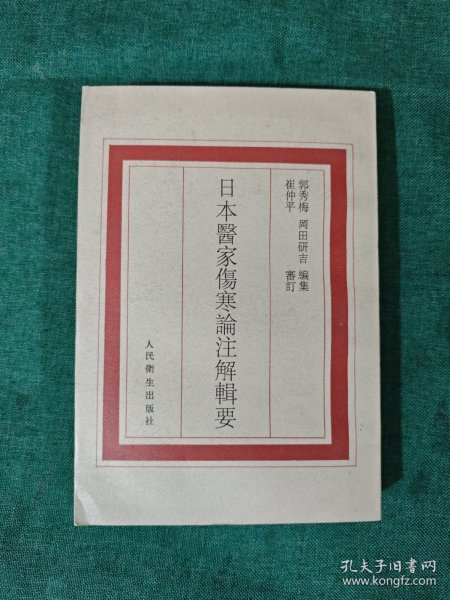 郭秀梅 岡田研吉 編集
崔仲平 審訂
日本醫家傷寒論注解輯要
人民衛生出版社
孔夫子旧书网
www.kongfz.com